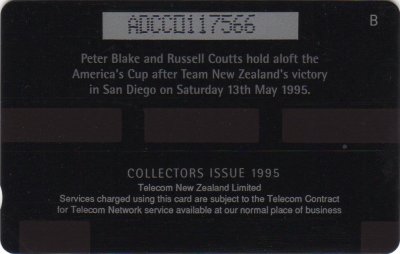 ADCCD117566
B
Peter Blake and Russell Coutts hold aloft the
America's Cup after Team New Zealand's victory
in San Diego on Saturday 13th May 1995.
COLLECTORS ISSUE 1995
Telecom New Zealand Limited
Services charged using this card are subject to the Telecom Contract
for Telecom Network service available at our normal place of business